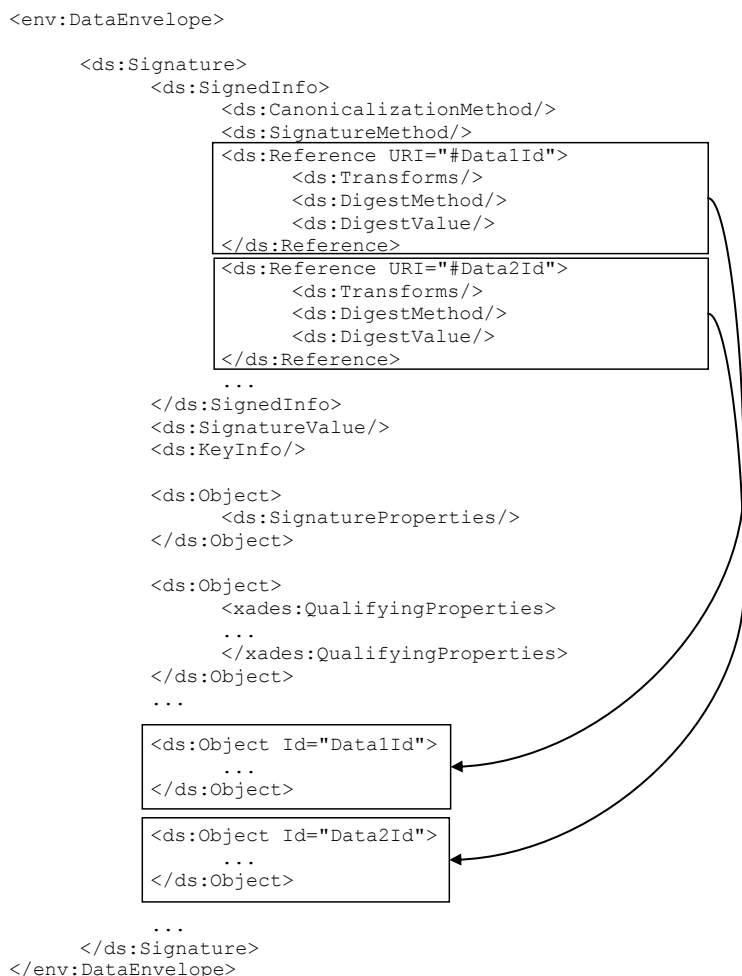 <env:DataEnvelope>
<ds:Signature>
<ds:SignedInfo>
<ds:CanonicalizationMethod/>
<ds:SignatureMethod/>
<ds:Reference URI="#Data1Id">
<ds:Transforms/>
<ds:DigestMethod/>
<ds:DigestValue/>
</ds:Reference>
<ds:Reference URI="#Data2Id">
<ds:Transforms/>
<ds:DigestMethod/>
<ds:DigestValue/>
</ds:Reference>
...
</ds:SignedInfo>
<ds:SignatureValue/>
<ds:KeyInfo/>
<ds:Object>
<ds:SignatureProperties/>
</ds:Object>
<ds:Object>
<xades:QualifyingProperties>
...
</xades:QualifyingProperties>
</ds:Object>
...
<ds:Object Id="Data1Id">
...
</ds:Object>
<ds:Object Id="Data2Id">
...
</ds:Object>
...
</ds:Signature>
</env:DataEnvelope>